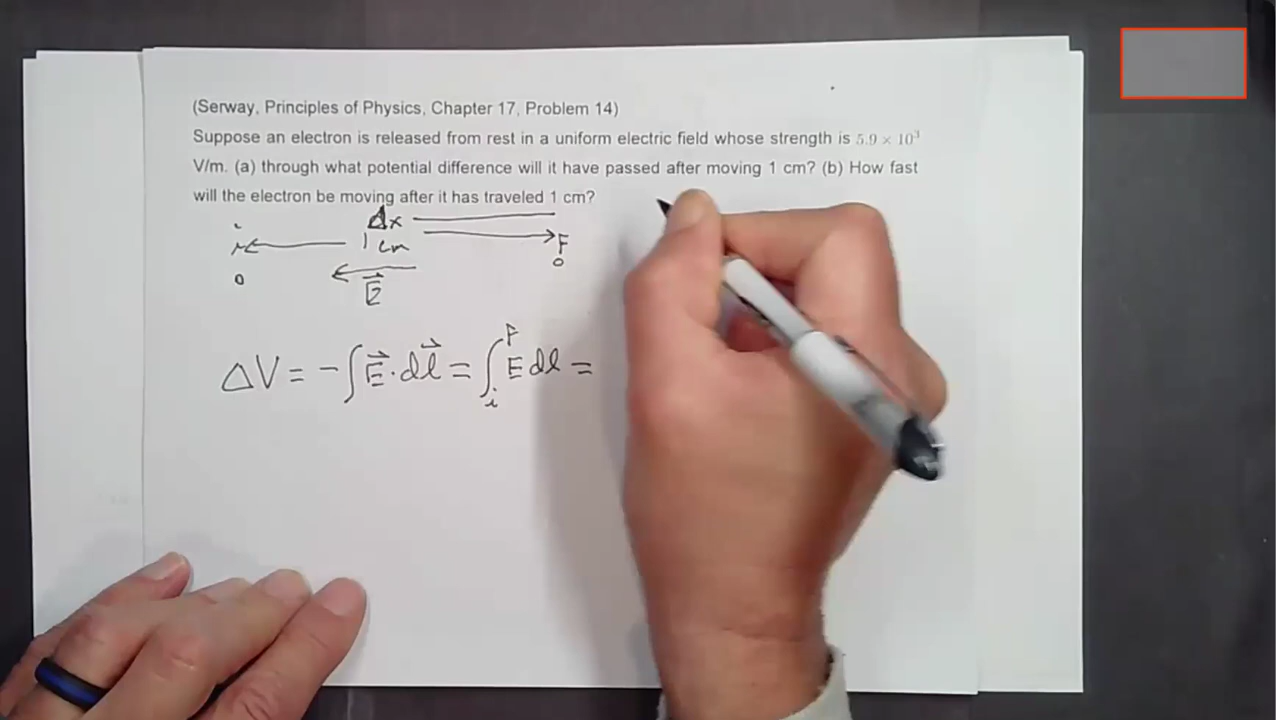 (Serway, Principles of Physics, Chapter 17, Problem 14)
Suppose an electron is released from rest in a uniform electric field whose strength is 5.9 × 10³
V/m. (a) through what potential difference will it have passed after moving 1 cm? (b) How fast
will the electron be moving after it has traveled 1 cm?
i Δx F
1 cm
E⃗
ΔV = -∫E⃗·dl⃗ = ∫ᵢᶠ E dl =